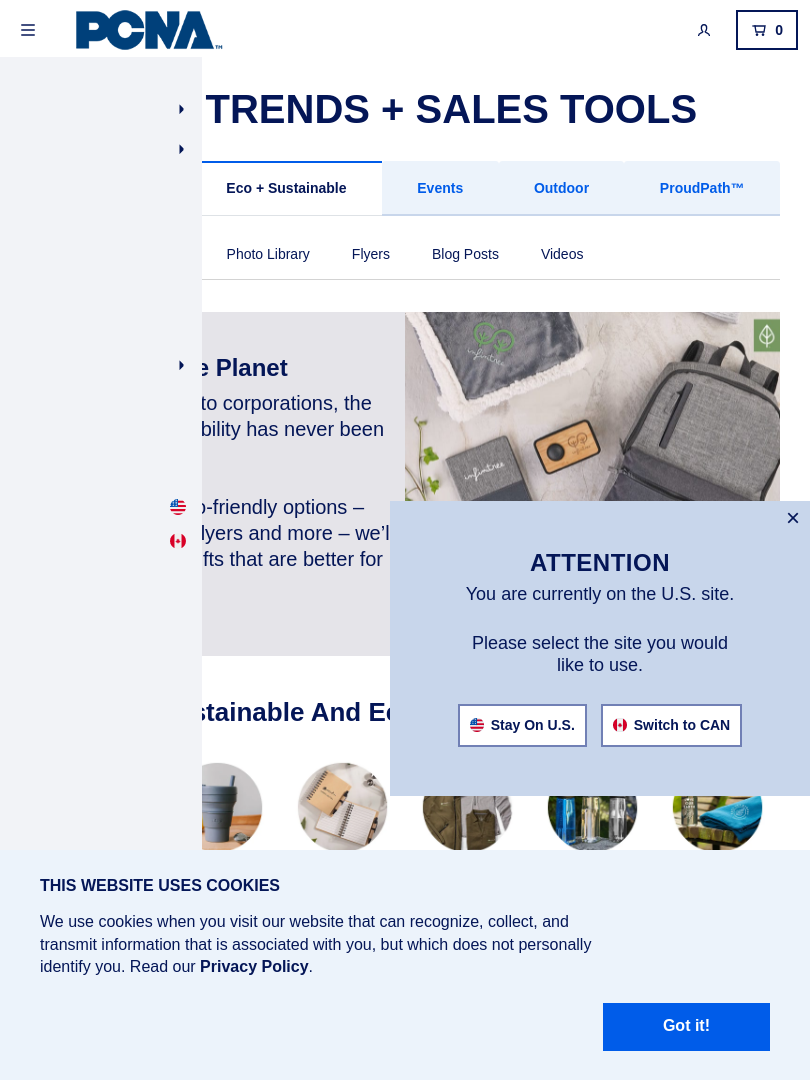 PCNA™
0
TRENDS + SALES TOOLS
Eco + Sustainable
Events
Outdoor
ProudPath™
Photo Library
Flyers
Blog Posts
Videos
e Planet
to corporations, the
bility has never been
o-friendly options –
lyers and more – we’l
fts that are better for
infinitree
infinitree
ATTENTION
You are currently on the U.S. site.
Please select the site you would
like to use.
Stay On U.S.
Switch to CAN
stainable And Ec
THIS WEBSITE USES COOKIES
We use cookies when you visit our website that can recognize, collect, and
transmit information that is associated with you, but which does not personally
identify you. Read our Privacy Policy.
Got it!